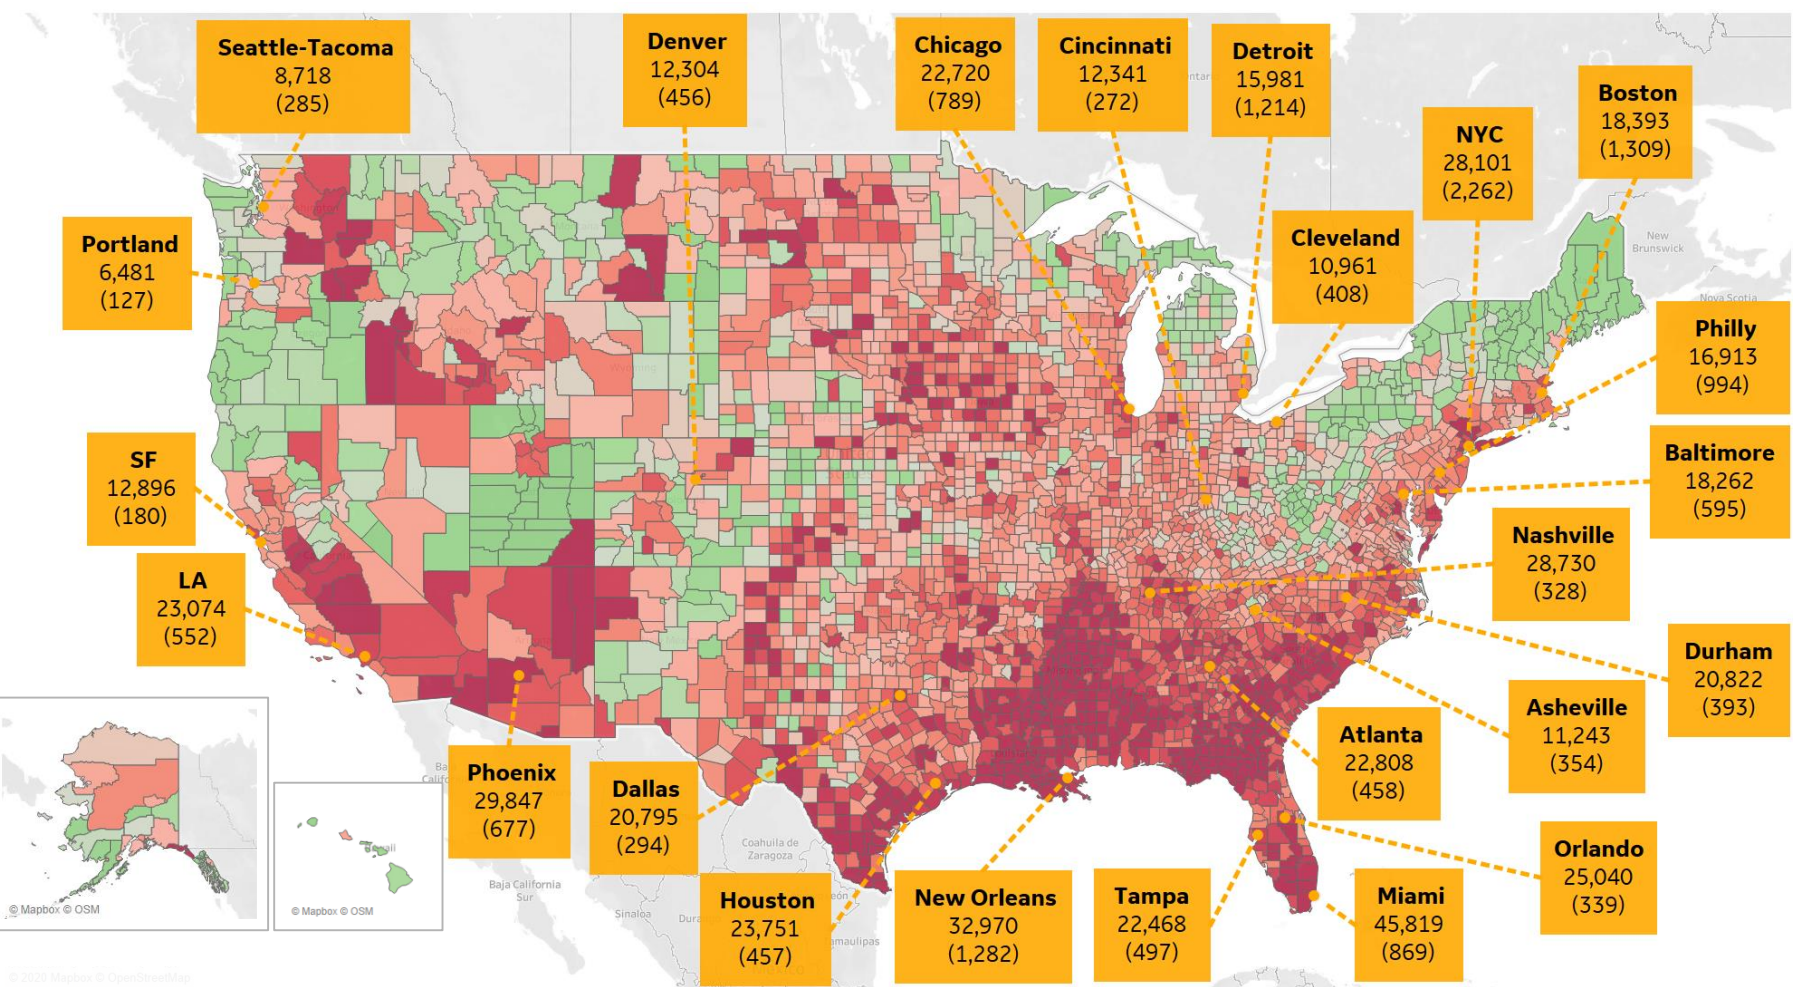 Seattle-Tacoma
8,718
(285)
Denver
12,304
(456)
Chicago
22,720
(789)
Cincinnati
12,341
(272)
Detroit
15,981
(1,214)
Boston
18,393
(1,309)
NYC
28,101
(2,262)
Portland
6,481
(127)
Cleveland
10,961
(408)
New
Brunswick
Nova Scotia
Philly
16,913
(994)
SF
12,896
(180)
Baltimore
18,262
(595)
Nashville
28,730
(328)
LA
23,074
(552)
Durham
20,822
(393)
Asheville
11,243
(354)
Atlanta
22,808
(458)
Phoenix
29,847
(677)
Dallas
20,795
(294)
Coahuila de
Zaragoza
Orlando
25,040
(339)
Baja California
Sur
Sinaloa
Houston
23,751
(457)
New Orleans
32,970
(1,282)
Tampa
22,468
(497)
Miami
45,819
(869)
© Mapbox © OSM
© Mapbox © OSM
© 2020 Mapbox © OpenStreetMap